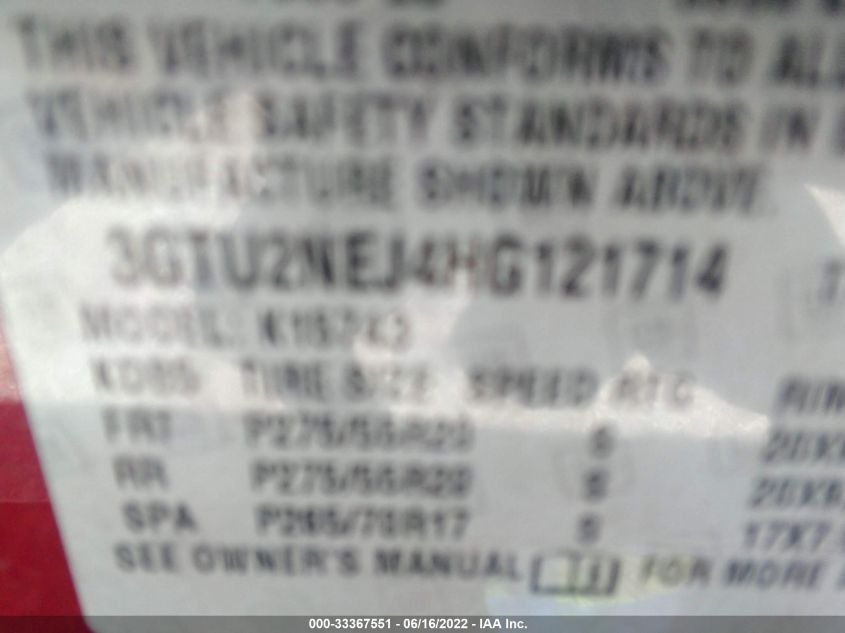 THIS VEHICLE CONFORMS TO
VEHICLE SAFETY STANDARDS IN
MANUFACTURE SHOWN ABOVE.
3GTU2NEJ4HG121714
MODEL: K15743
TIRE SIZE SPEED RTG
FRT P275/55R20 S
RR P275/55R20 S
SPA P265/70R17 S
SEE OWNER'S MANUAL FOR MORE
000-33367551 - 06/16/2022 - IAA Inc.